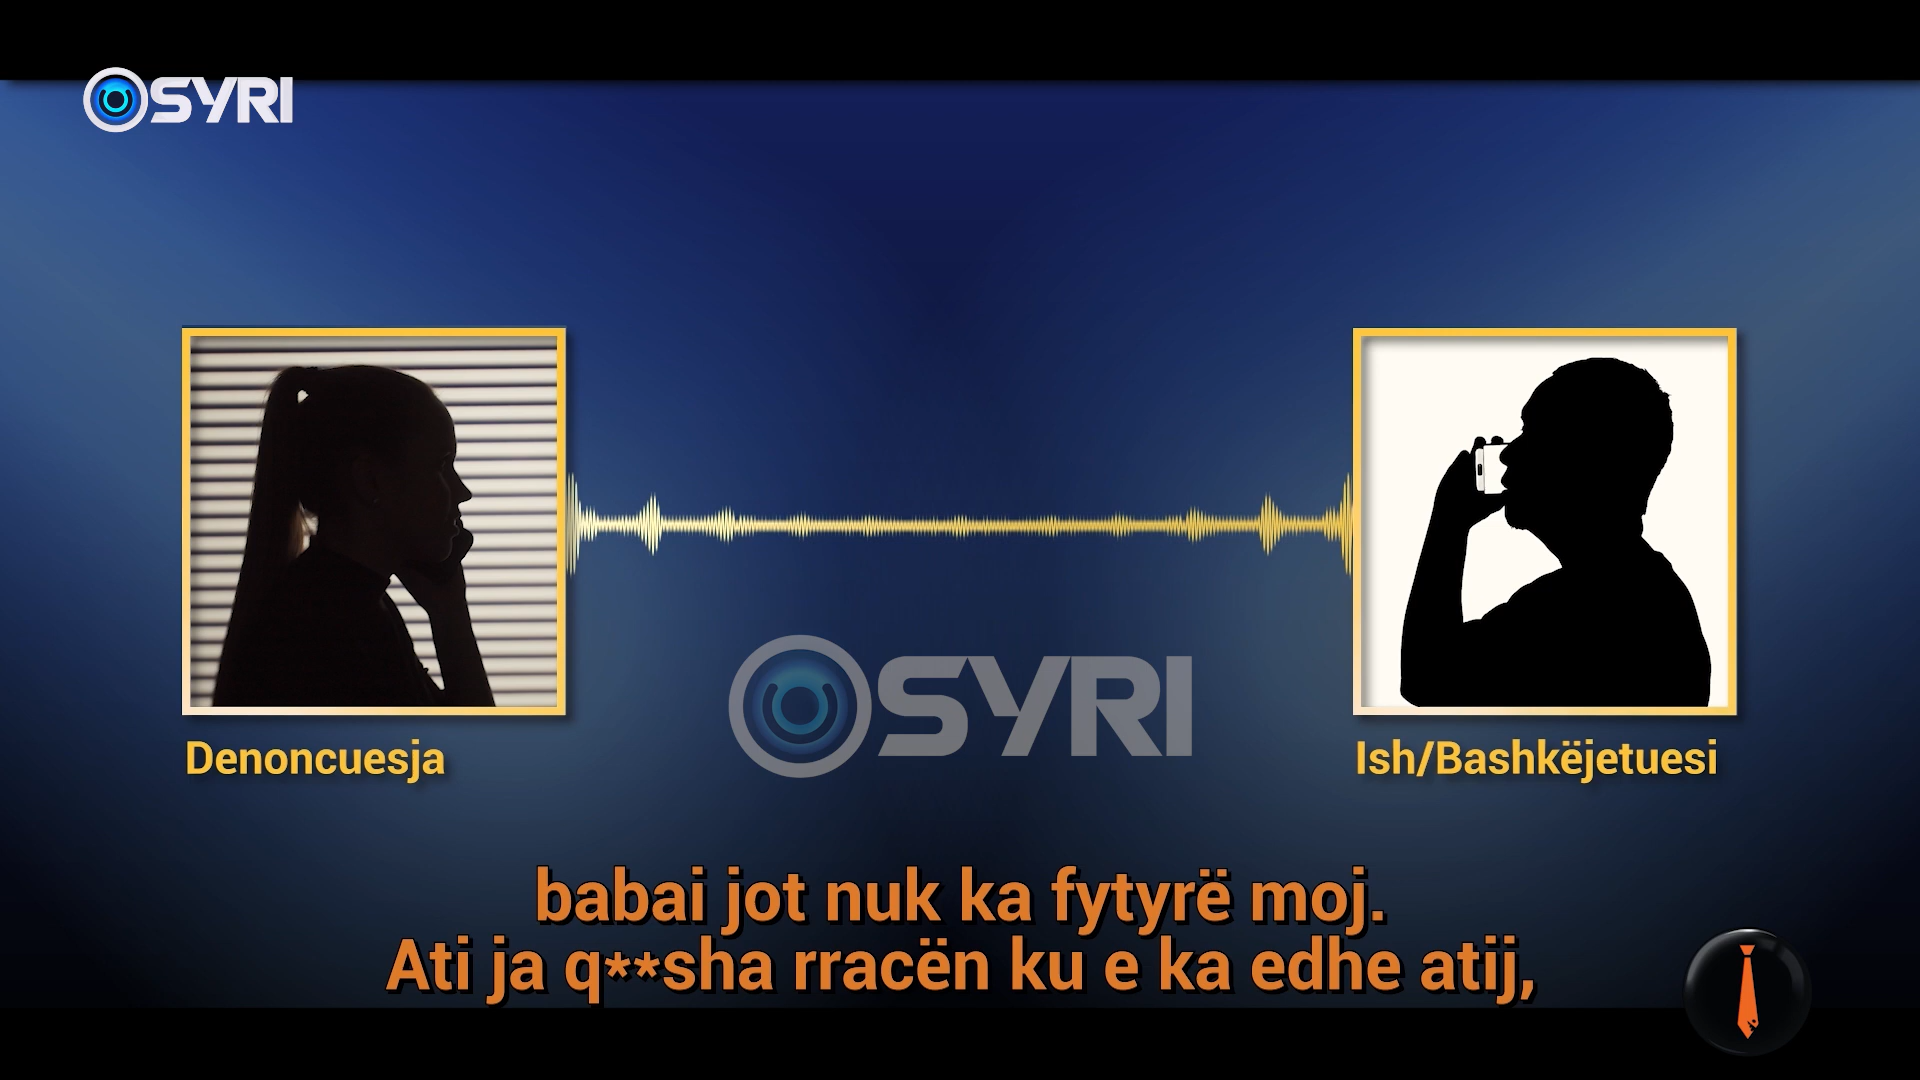 SYRI
SYRI
Denoncuesja
Ish/Bashkëjetuesi
babai jot nuk ka fytyrë moj.
Ati ja q**sha rracën ku e ka edhe atij,